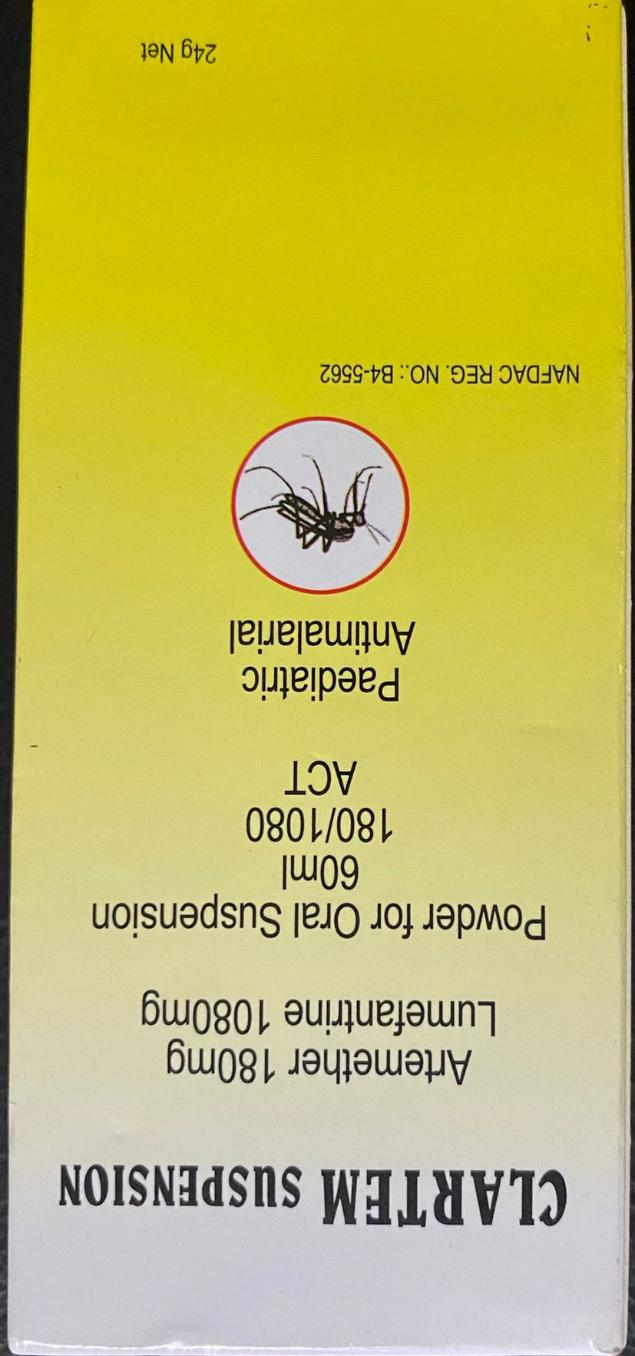 CLARTEM SUSPENSION
Artemether 180mg
Lumefantrine 1080mg
Powder for Oral Suspension
60ml
180/1080
ACT
Paediatric
Antimalarial
NAFDAC REG. NO.: B4-5562
24g Net